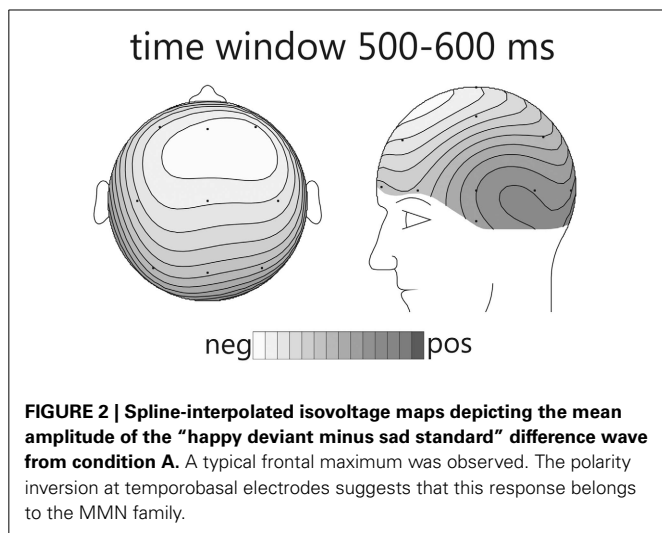 time window 500-600 ms
neg pos
FIGURE 2 | Spline-interpolated isovoltage maps depicting the mean
amplitude of the “happy deviant minus sad standard” difference wave
from condition A. A typical frontal maximum was observed. The polarity
inversion at temporobasal electrodes suggests that this response belongs
to the MMN family.